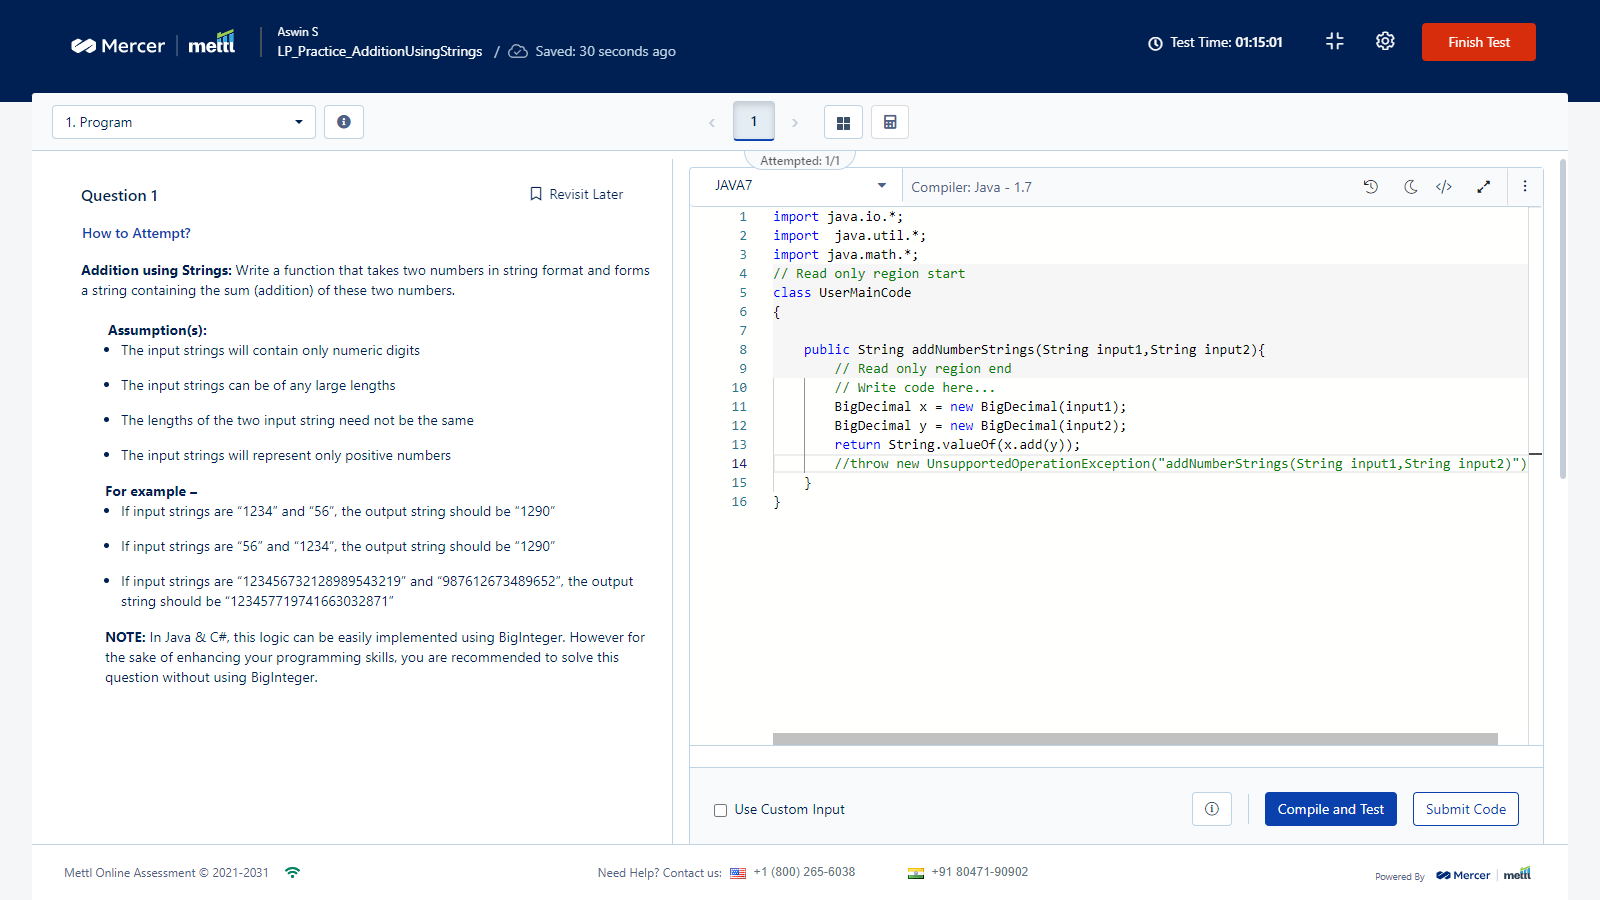 Mercer
mettl
Aswin S
LP_Practice_AdditionUsingStrings / Saved: 30 seconds ago
Test Time: 01:15:01
Finish Test
1. Program
1
Attempted: 1/1
Question 1
Revisit Later
How to Attempt?
Addition using Strings: Write a function that takes two numbers in string format and forms
a string containing the sum (addition) of these two numbers.
Assumption(s):
• The input strings will contain only numeric digits
• The input strings can be of any large lengths
• The lengths of the two input string need not be the same
• The input strings will represent only positive numbers
For example –
• If input strings are “1234” and “56”, the output string should be “1290”
• If input strings are “56” and “1234”, the output string should be “1290”
• If input strings are “123456732128989543219” and “987612673489652”, the output
string should be “123457719741663032871”
NOTE: In Java & C#, this logic can be easily implemented using BigInteger. However for
the sake of enhancing your programming skills, you are recommended to solve this
question without using BigInteger.
JAVA7
Compiler: Java - 1.7
1 import java.io.*;
2 import  java.util.*;
3 import java.math.*;
4 // Read only region start
5 class UserMainCode
6 {
7
8     public String addNumberStrings(String input1,String input2){
9         // Read only region end
10         // Write code here...
11         BigDecimal x = new BigDecimal(input1);
12         BigDecimal y = new BigDecimal(input2);
13         return String.valueOf(x.add(y));
14         //throw new UnsupportedOperationException("addNumberStrings(String input1,String input2)")
15     }
16 }
Use Custom Input
Compile and Test
Submit Code
Mettl Online Assessment © 2021-2031
Need Help? Contact us: +1 (800) 265-6038
+91 80471-90902
Powered By Mercer mettl